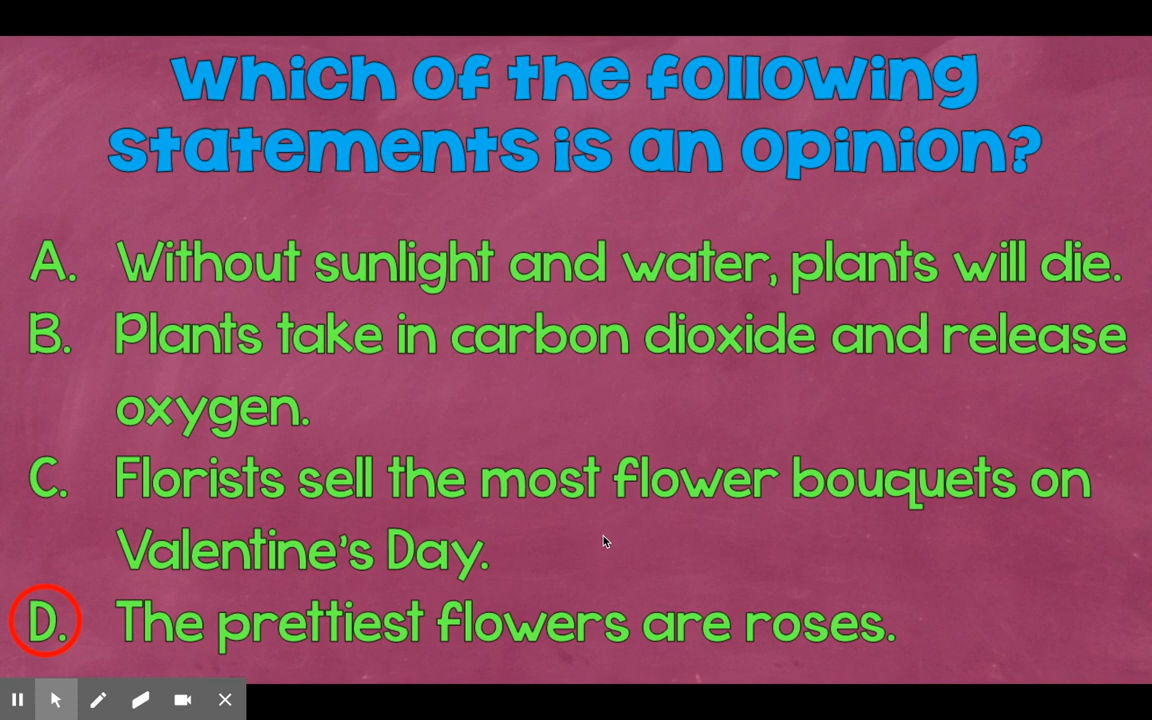 Which of the following
statements is an opinion?
A. Without sunlight and water, plants will die.
B. Plants take in carbon dioxide and release
oxygen.
C. Florists sell the most flower bouquets on
Valentine's Day.
D. The prettiest flowers are roses.